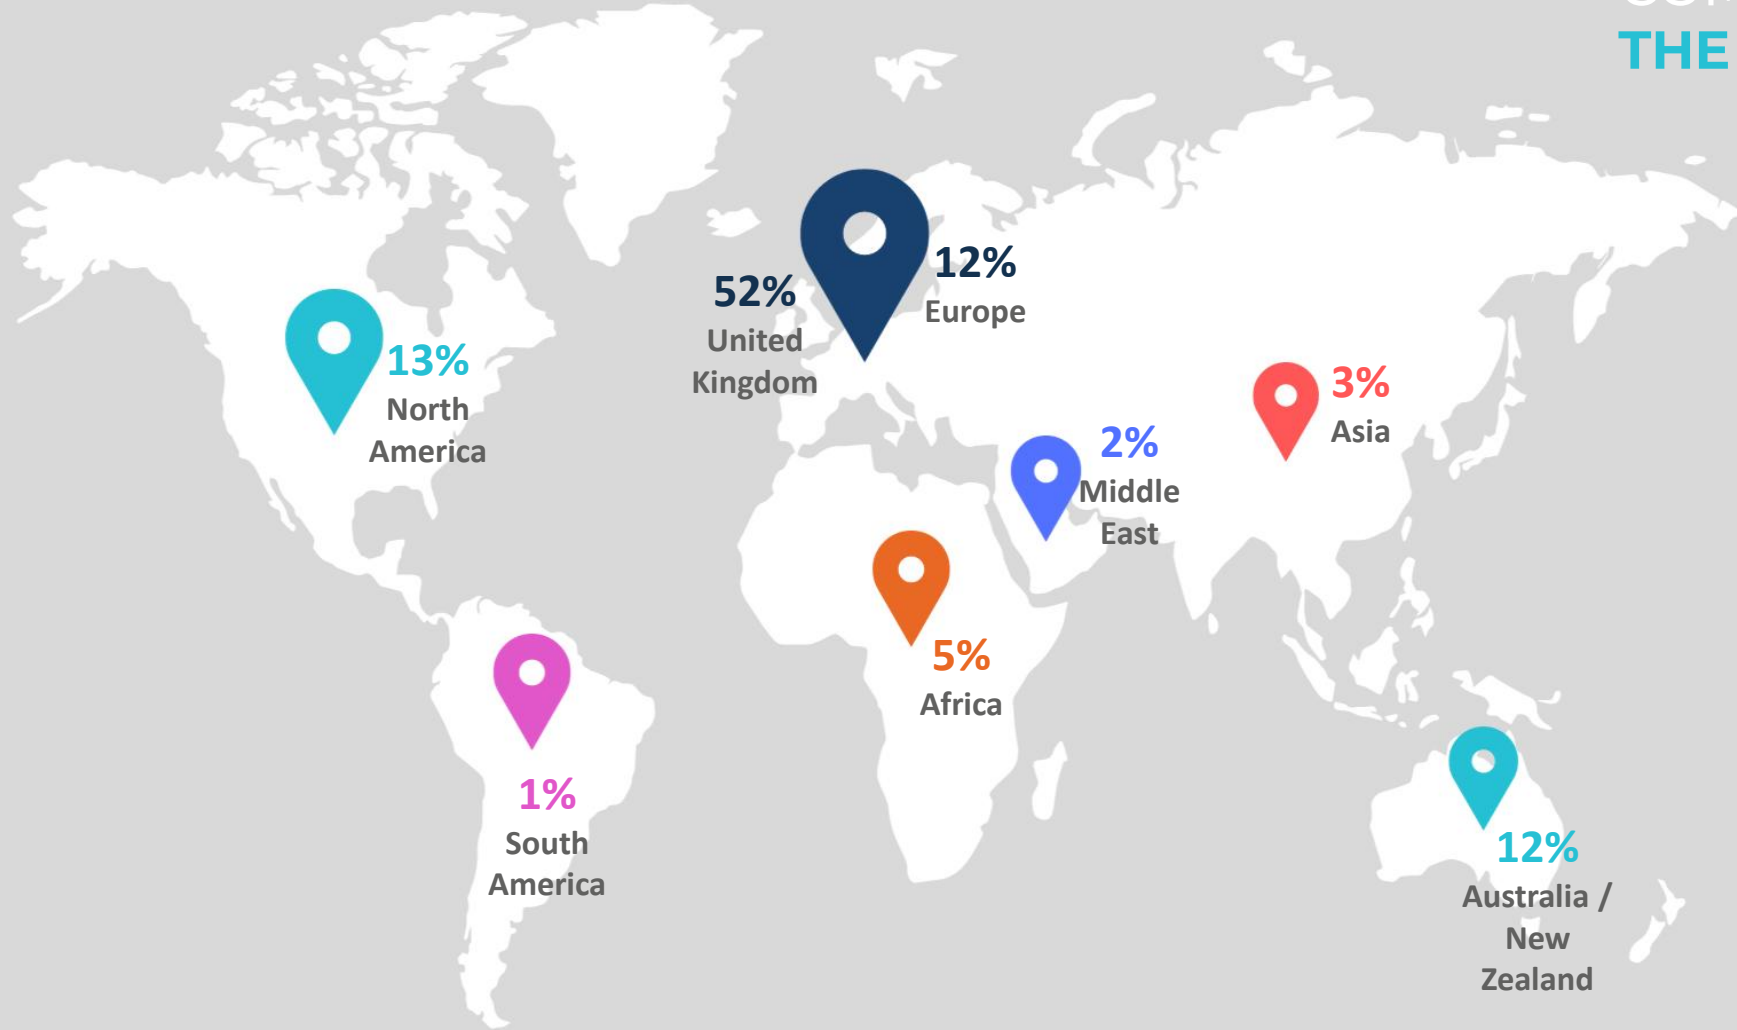 THE
12%
Europe
52%
United
Kingdom
13%
North
America
3%
Asia
2%
Middle
East
5%
Africa
1%
South
America
12%
Australia /
New
Zealand